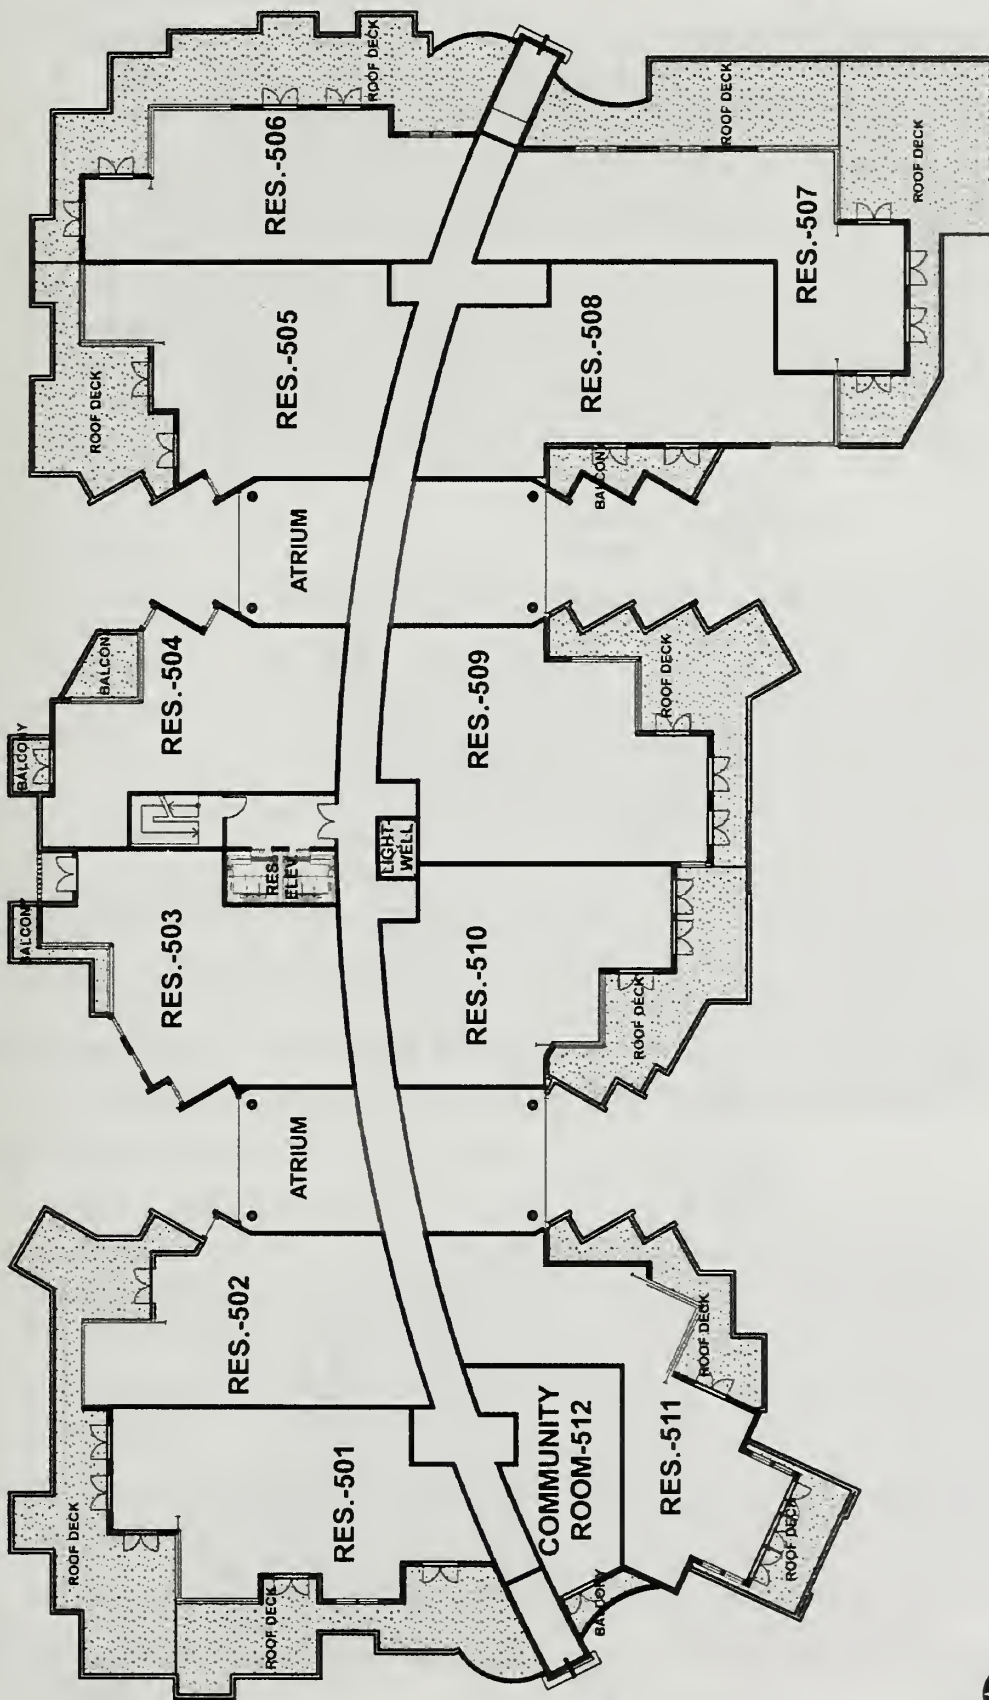 BALCONY
BALCONY
ROOF DECK
BALCONY
ROOF DECK
RES.-503
RES.-504
RES.-502
ROOF DECK
RES.
ELEV.
RES.-506
RES.-505
ATRIUM
ATRIUM
RES.-501
ROOF DECK
LIGHT-
WELL
RES.-510
RES.-509
COMMUNITY
ROOM-512
RES.-508
BALCONY
BALCONY
ROOF DECK
RES.-511
ROOF DECK
ROOF DECK
ROOF DECK
ROOF DECK
RES.-507
ROOF DECK